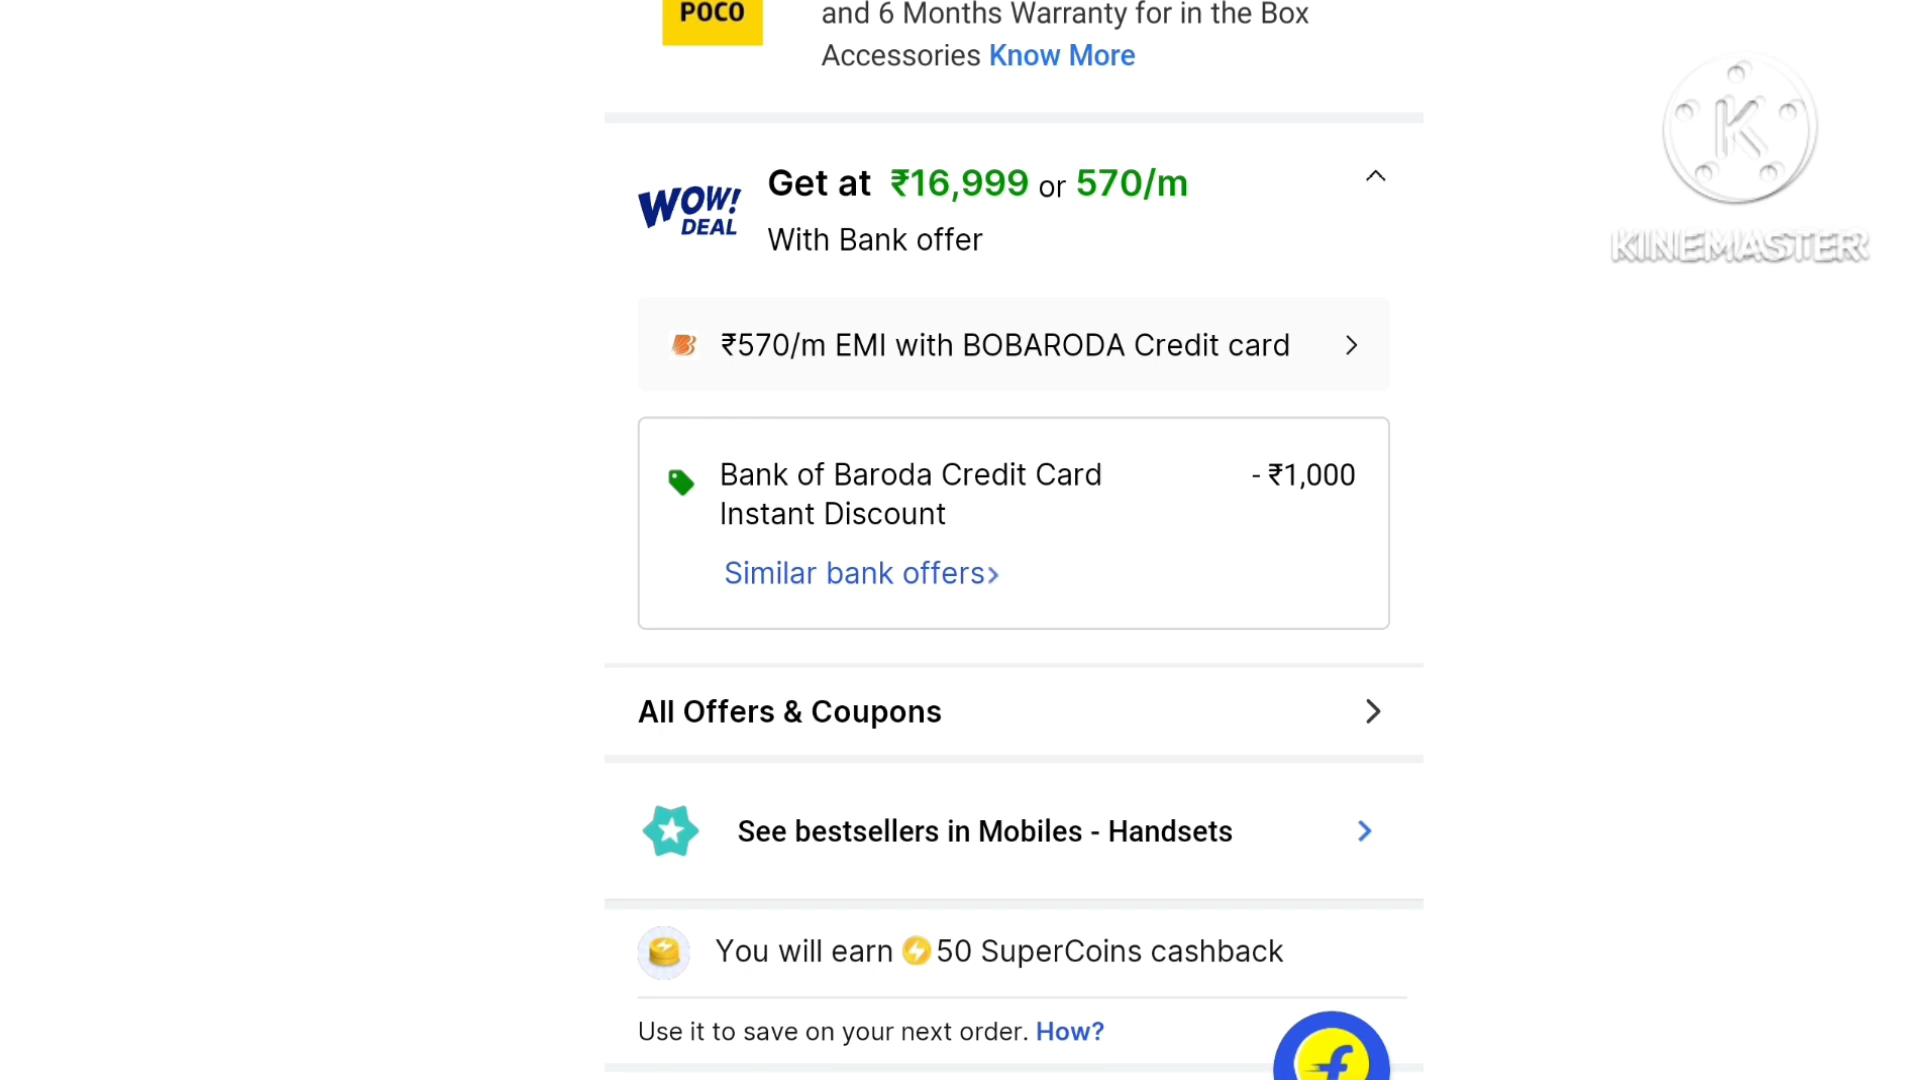 POCO
and 6 Months Warranty for in the Box
Accessories Know More
WOW!
DEAL
Get at ₹16,999 or 570/m
With Bank offer
₹570/m EMI with BOBARODA Credit card
Bank of Baroda Credit Card
Instant Discount
- ₹1,000
Similar bank offers
All Offers & Coupons
See bestsellers in Mobiles - Handsets
You will earn 50 SuperCoins cashback
Use it to save on your next order. How?
f
K
KINEMASTER